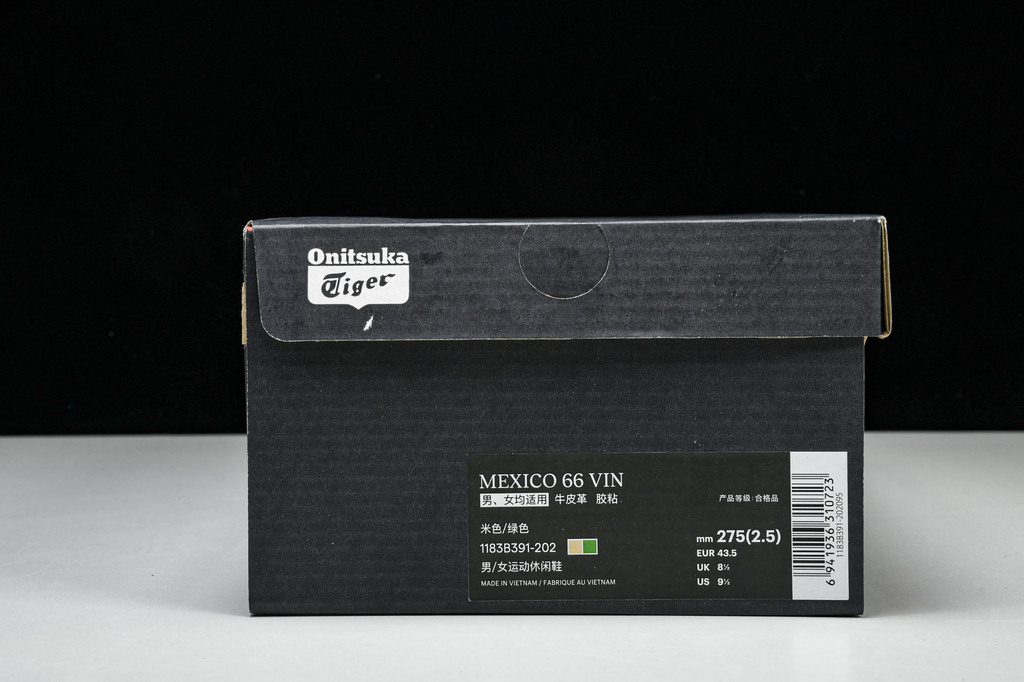 Onitsuka
Tiger
MEXICO 66 VIN
男、女均适用 牛皮革 胶粘
产品等级:合格品
米色/绿色
1183B391-202
男/女运动休闲鞋
MADE IN VIETNAM / FABRIQUE AU VIETNAM
mm 275(2.5)
EUR 43.5
UK 8½
US 9½
6 941936 310723
1183B391-202095